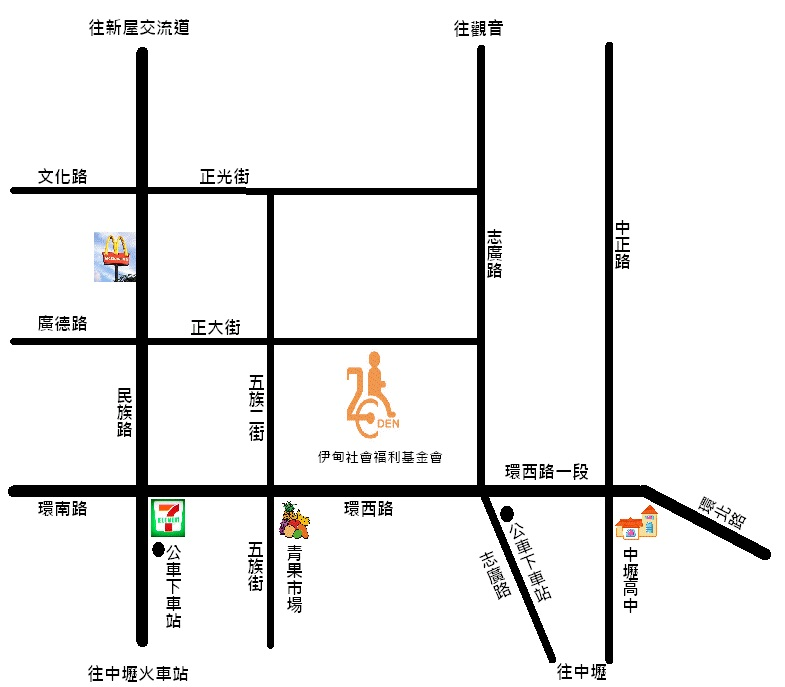 往新屋交流道
往觀音
文化路
正光街
志廣路
中正路
廣德路
正大街
民族路
五族二街
DEN
伊甸社會福利基金會
環西路一段
環南路
環西路
環北路
公車下車站
五族街
青果市場
志廣路
公車下車站
中壢高中
往中壢火車站
往中壢